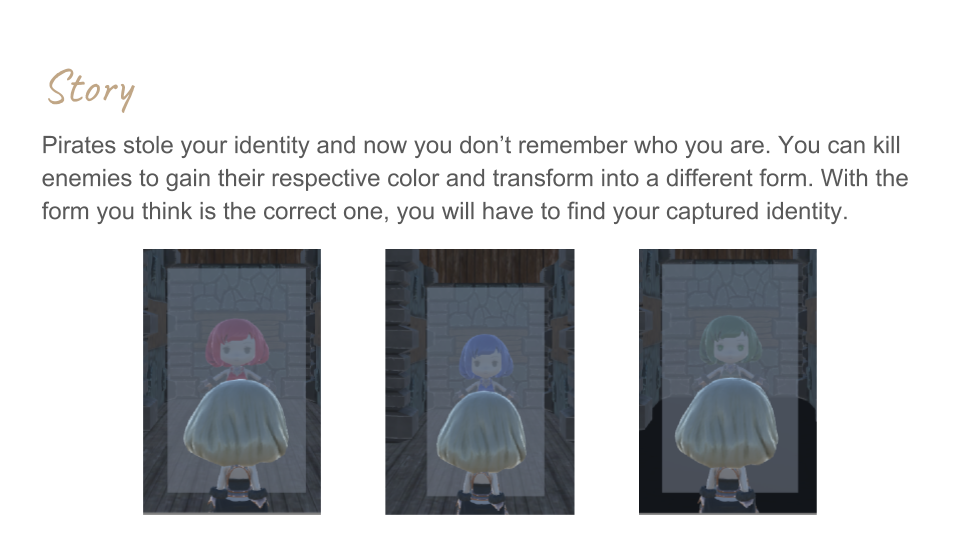 Story
Pirates stole your identity and now you don’t remember who you are. You can kill
enemies to gain their respective color and transform into a different form. With the
form you think is the correct one, you will have to find your captured identity.